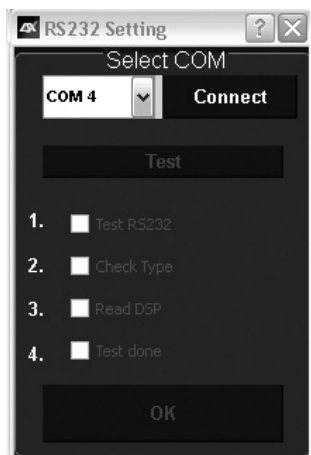 RS232 Setting
Select COM
COM 4 Connect
Test
1. Test RS232
2. Check Type
3. Read DSP
4. Test done
OK